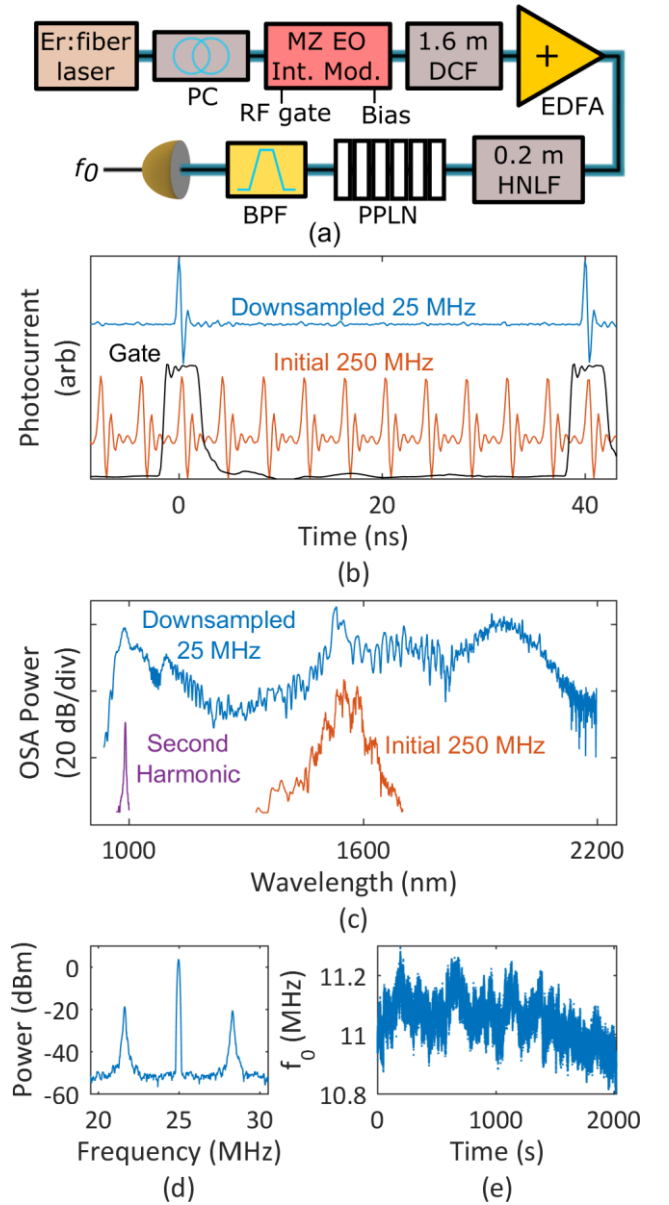 Er:fiber
laser
PC
MZ EO
Int. Mod.
RF gate
Bias
1.6 m
DCF
+
EDFA
f0
BPF
PPLN
0.2 m
HNLF
(a)
Photocurrent
(arb)
Downsampled 25 MHz
Gate
Initial 250 MHz
0
20
40
Time (ns)
(b)
OSA Power
(20 dB/div)
Downsampled
25 MHz
Second
Harmonic
Initial 250 MHz
1000
1600
2200
Wavelength (nm)
(c)
Power (dBm)
0
-20
-40
-60
20
25
30
Frequency (MHz)
(d)
f0 (MHz)
11.2
11
10.8
0
1000
2000
Time (s)
(e)